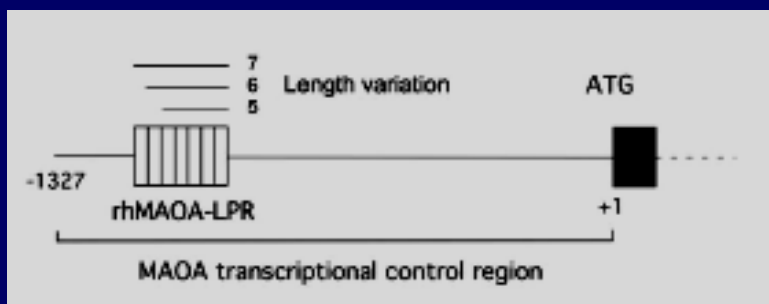 7
6 Length variation ATG
5
-1327
rhMAOA-LPR +1
MAOA transcriptional control region